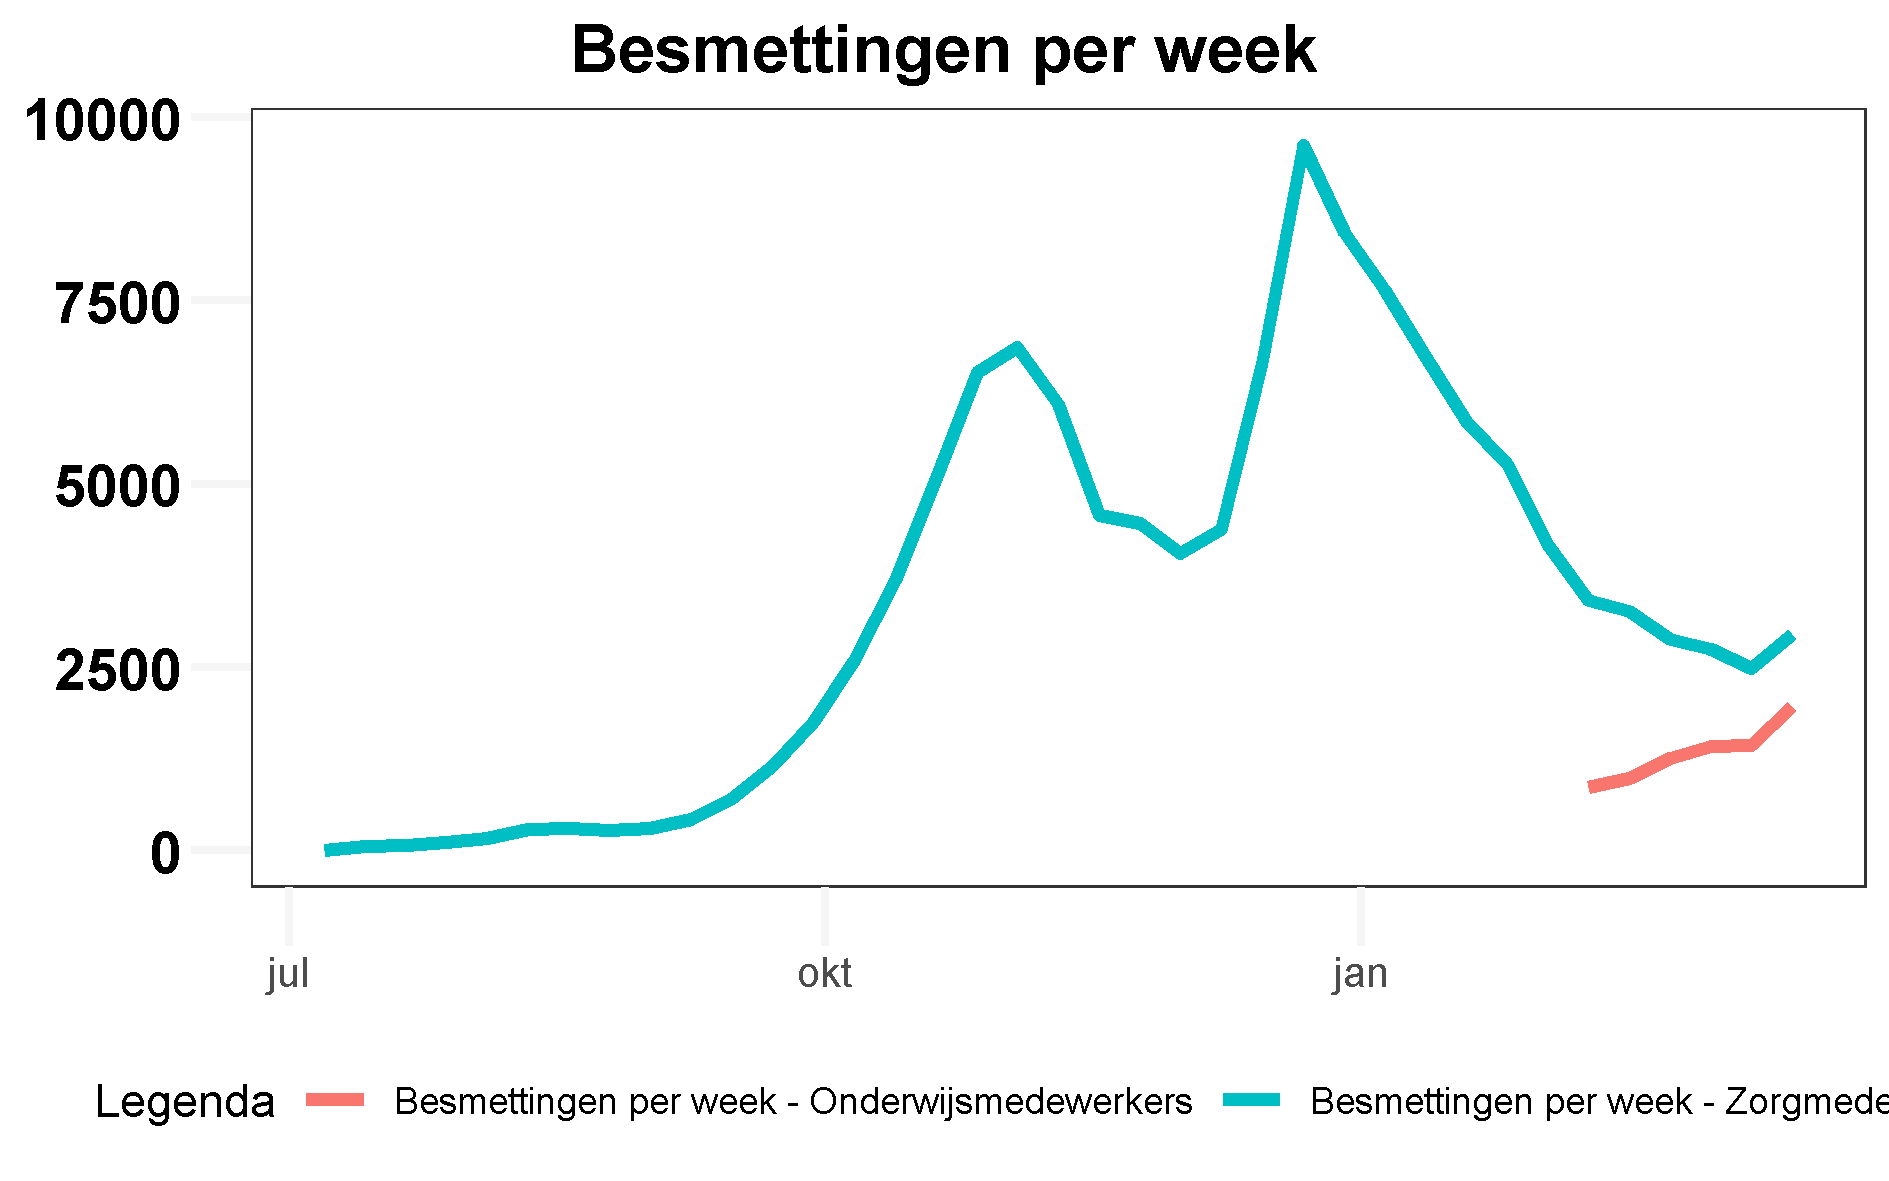 Besmettingen per week
10000
7500
5000
2500
0
jul okt jan
Legenda Besmettingen per week - Onderwijsmedewerkers Besmettingen per week - Zorgmede